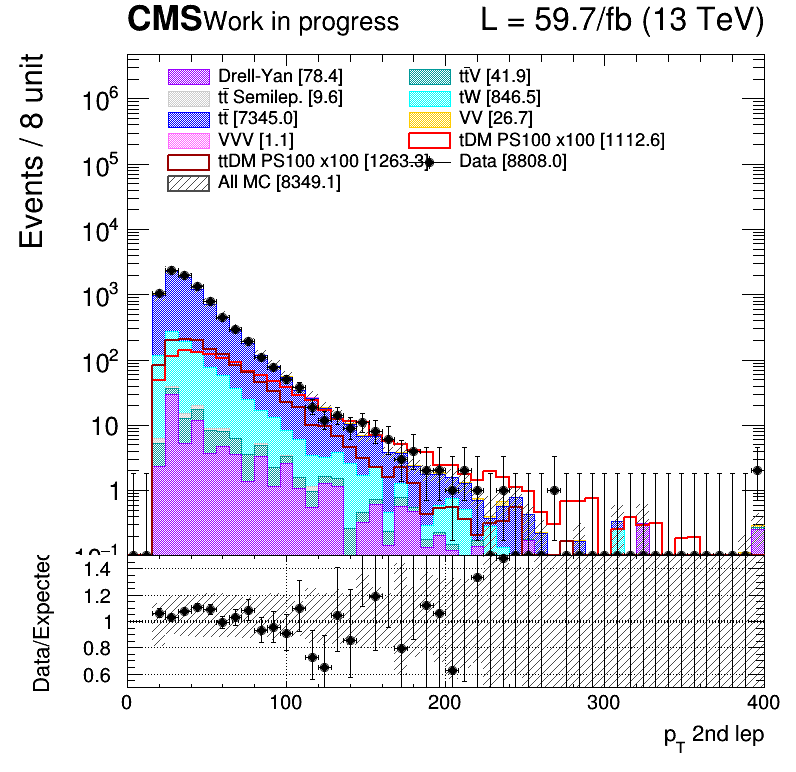 CMS Work in progress L = 59.7/fb (13 TeV)
Events / 8 unit
Drell-Yan [78.4]
tt̄ Semilep. [9.6]
tt̄ [7345.0]
VVV [1.1]
ttDM PS100 x100 [1263.3]
All MC [8349.1]
tt̄V [41.9]
tW [846.5]
VV [26.7]
tDM PS100 x100 [1112.6]
Data [8808.0]
10⁶
10⁵
10⁴
10³
10²
10
1
10⁻¹
Data/Expected
1.4
1.2
1
0.8
0.6
0 100 200 300 400
p_T 2nd lep